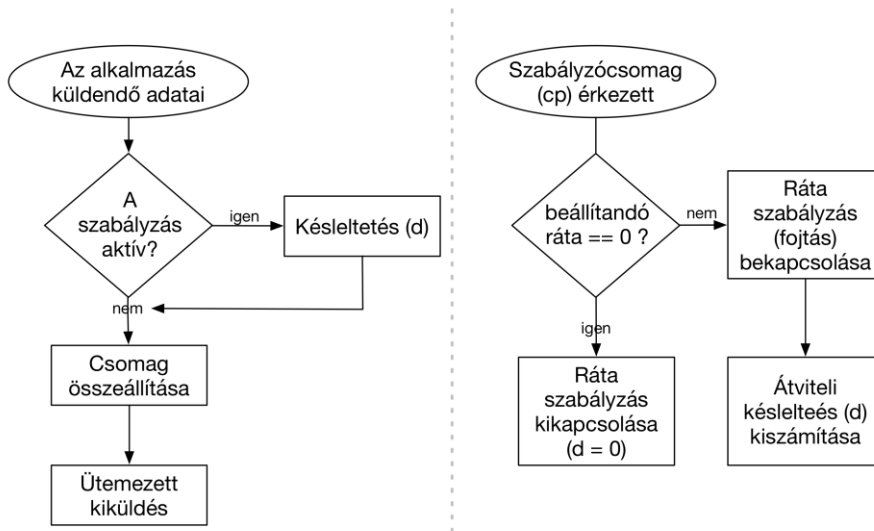 Az alkalmazás
küldendő adatai
A
szabályzás
aktív?
igen
Késleltetés (d)
nem
Csomag
összeállítása
Ütemezett
kiküldés
Szabályzócsomag
(cp) érkezett
beállítandó
ráta == 0 ?
nem
Ráta
szabályzás
(fojtás)
bekapcsolása
igen
Ráta
szabályzás
kikapcsolása
(d = 0)
Átviteli
késlelteés (d)
kiszámítása